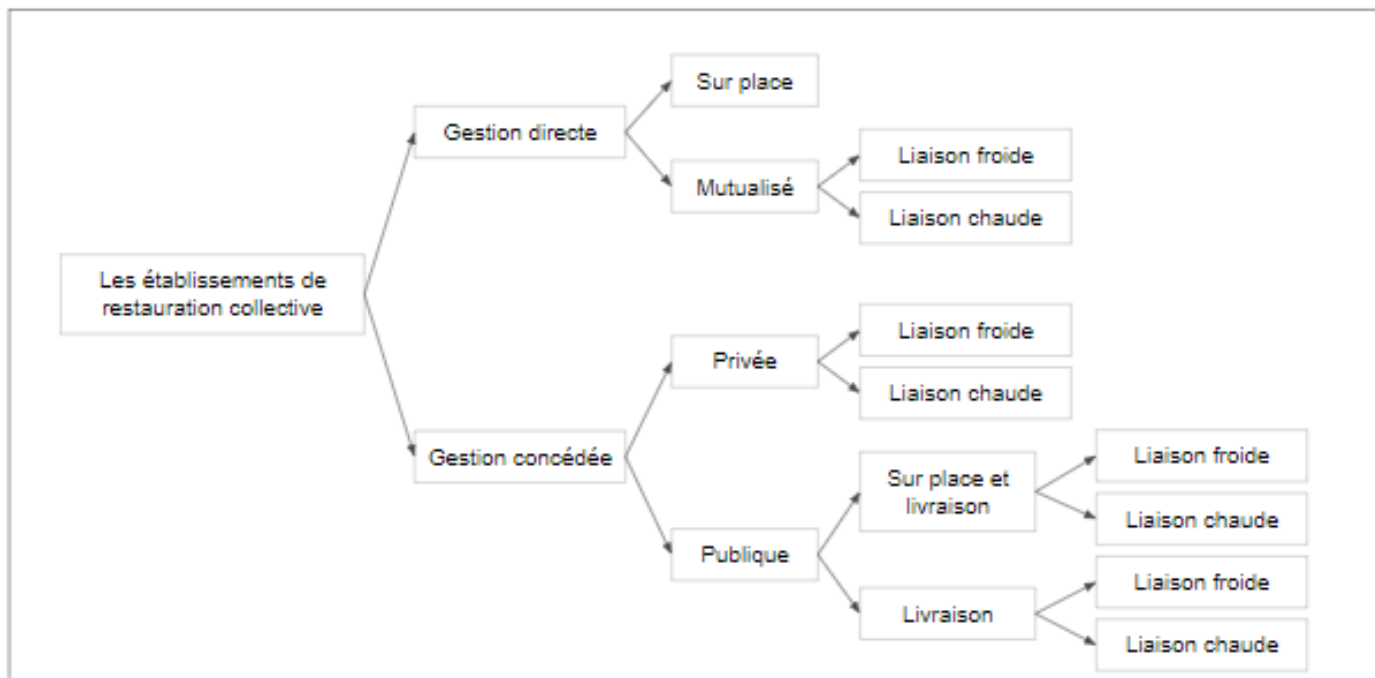 Sur place
Gestion directe
Liaison froide
Mutualisé
Liaison chaude
Les établissements de
restauration collective
Liaison froide
Privée
Liaison chaude
Gestion concédée
Liaison froide
Sur place et
livraison
Liaison chaude
Publique
Liaison froide
Livraison
Liaison chaude